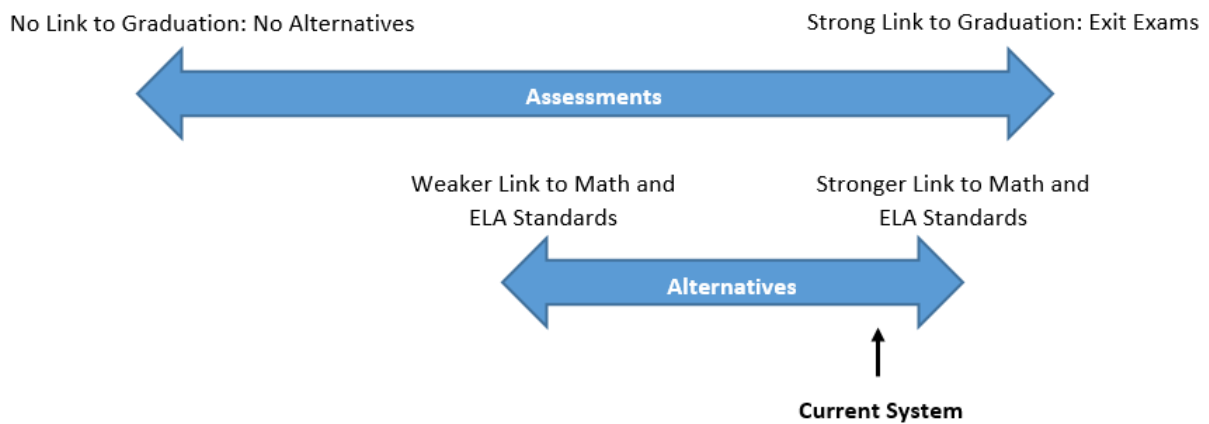 No Link to Graduation: No Alternatives
Strong Link to Graduation: Exit Exams
Assessments
Weaker Link to Math and
ELA Standards
Stronger Link to Math and
ELA Standards
Alternatives
Current System